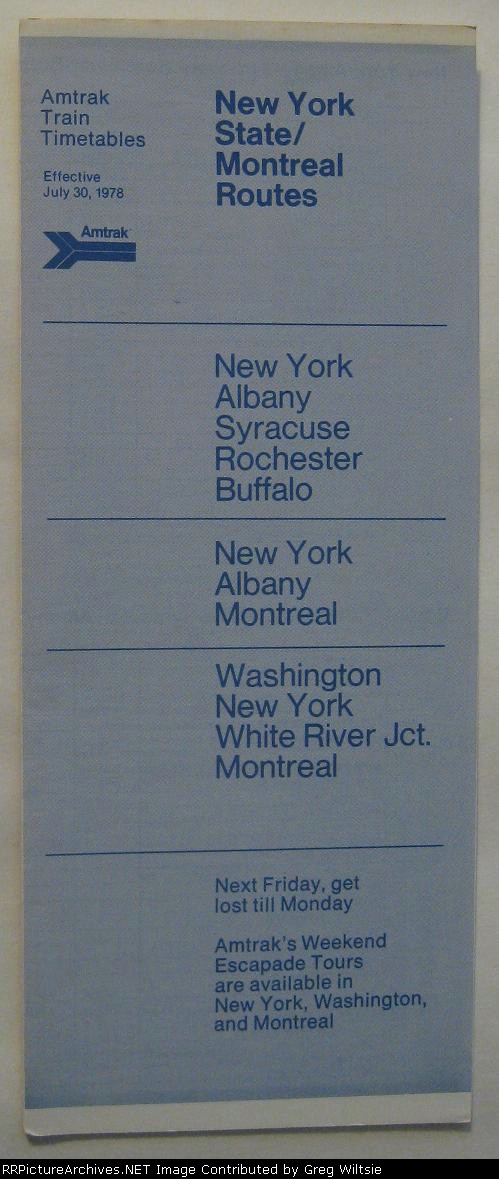 Amtrak
Train
Timetables
Effective
July 30, 1978
Amtrak
New York
State/
Montreal
Routes
New York
Albany
Syracuse
Rochester
Buffalo
New York
Albany
Montreal
Washington
New York
White River Jct.
Montreal
Next Friday, get
lost till Monday
Amtrak's Weekend
Escapade Tours
are available in
New York, Washington,
and Montreal
RRPictureArchives.NET Image Contributed by Greg Wiltsie